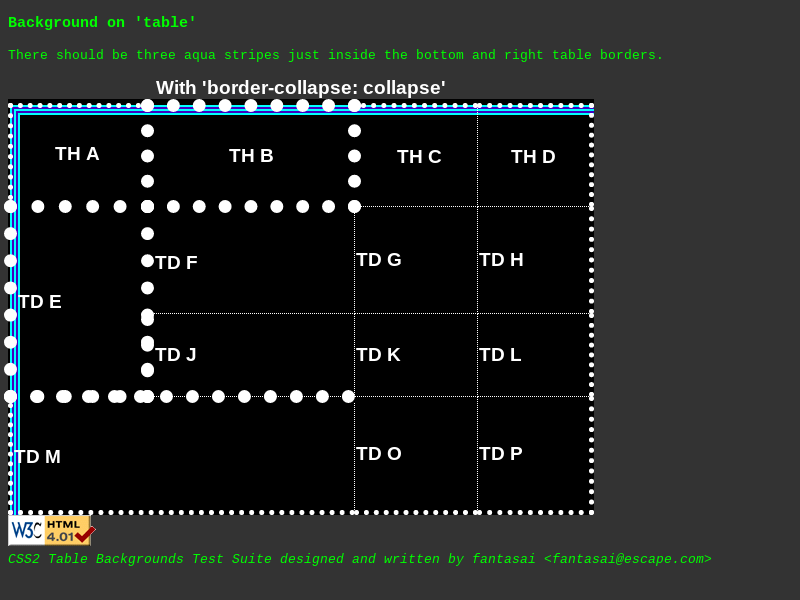 Background on 'table'
There should be three aqua stripes just inside the bottom and right table borders.
With 'border-collapse: collapse'
TH A TH B TH C TH D
TD E TD F TD G TD H
TD J TD K TD L
TD M TD O TD P
W3C HTML 4.01
CSS2 Table Backgrounds Test Suite designed and written by fantasai <fantasai@escape.com>